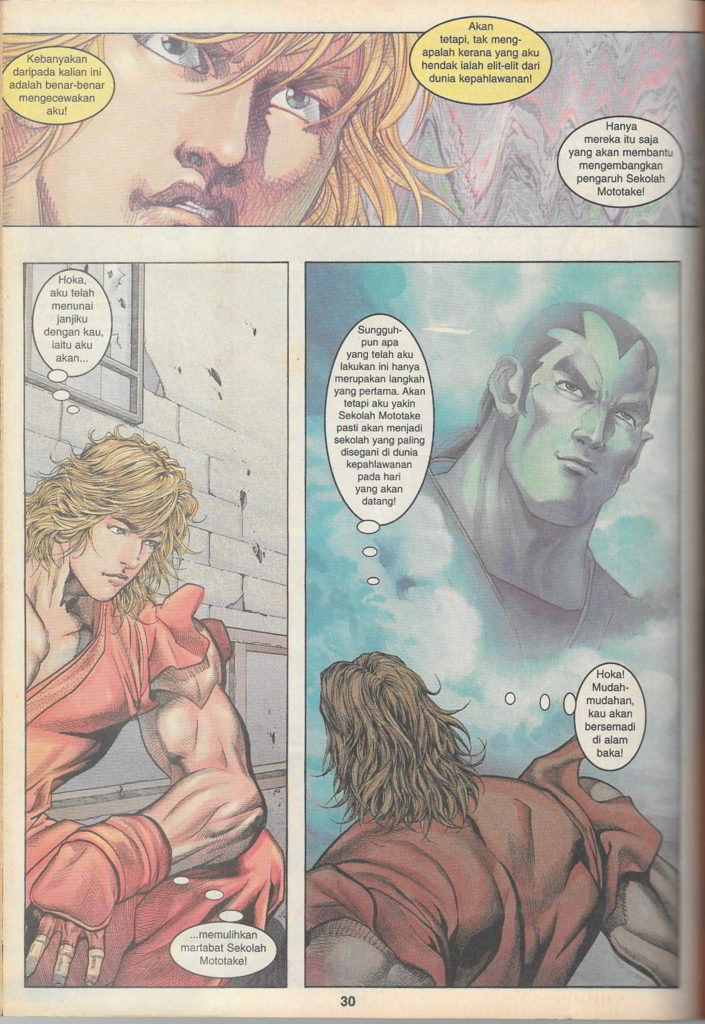 Kebanyakan
daripada kalian ini
adalah benar-benar
mengecewakan
aku!
Akan
tetapi, tak meng-
apalah kerana yang aku
hendak ialah elit-elit dari
dunia kepahlawanan!
Hanya
mereka itu saja
yang akan membantu
mengembangkan
pengaruh Sekolah
Mototake!
Hoka,
aku telah
menunai
janjiku
dengan kau,
iaitu aku
akan...
...memulihkan
martabat Sekolah
Mototake!
Sungguh-
pun apa
yang telah aku
lakukan ini hanya
merupakan langkah
yang pertama. Akan
tetapi aku yakin
Sekolah Mototake
pasti akan menjadi
sekolah yang paling
disegani di dunia
kepahlawanan
pada hari
yang akan
datang!
Hoka!
Mudah-
mudahan,
kau akan
bersemadi
di alam
baka!
30